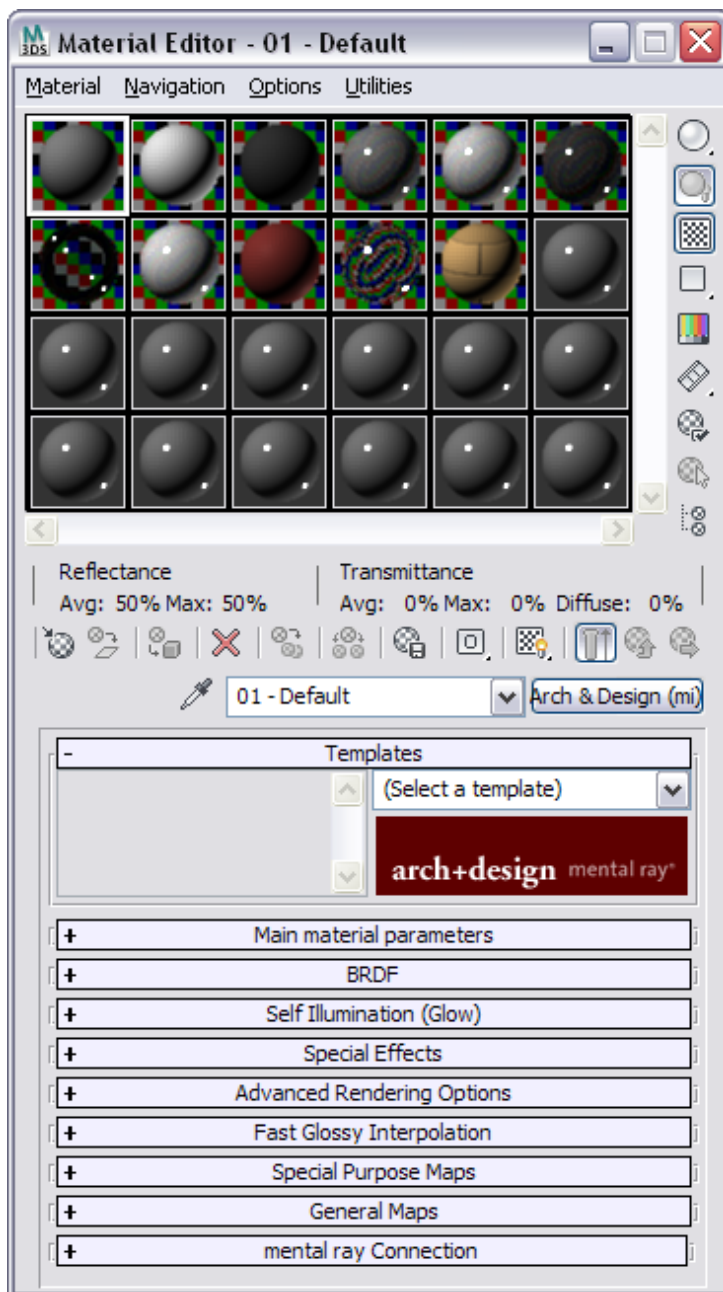 M
3DS Material Editor - 01 - Default
Material Navigation Options Utilities
Reflectance Transmittance
Avg: 50% Max: 50% Avg: 0% Max: 0% Diffuse: 0%
01 - Default Arch & Design (mi)
- Templates
(Select a template)
arch+design mental ray®
+ Main material parameters
+ BRDF
+ Self Illumination (Glow)
+ Special Effects
+ Advanced Rendering Options
+ Fast Glossy Interpolation
+ Special Purpose Maps
+ General Maps
+ mental ray Connection